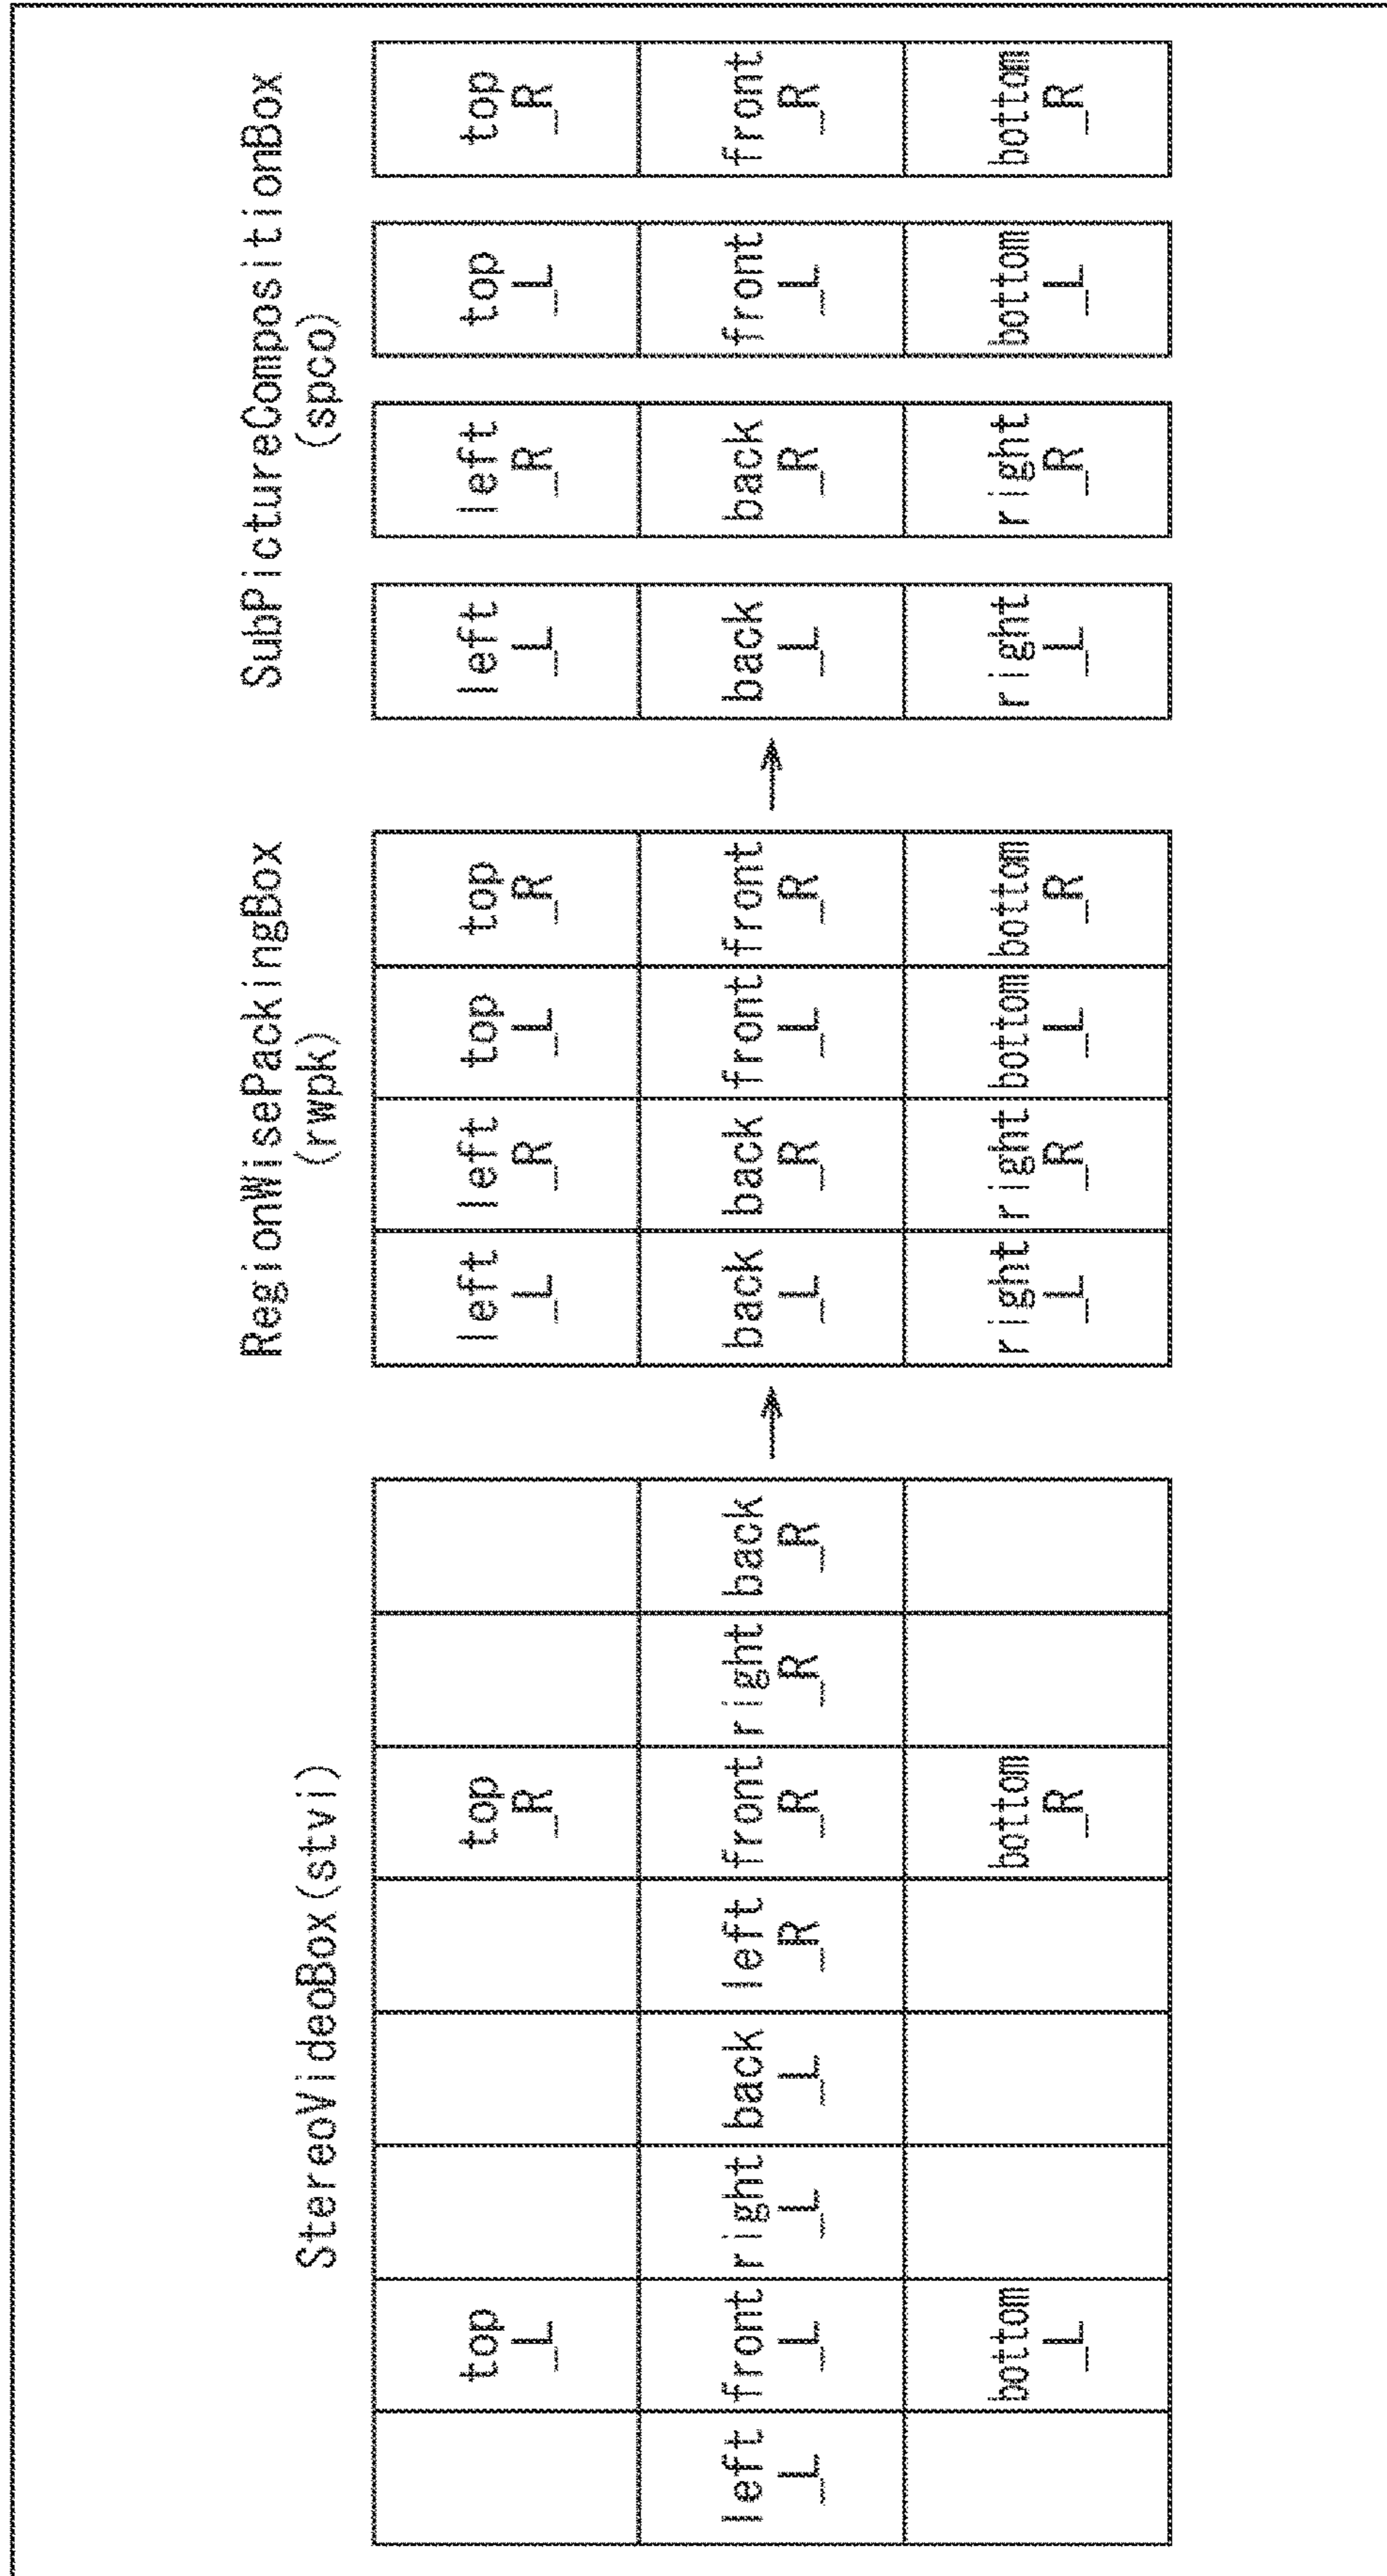 StereoVideoBox(stvi)
top
_L
top
_R
left
_L
front
_L
right
_L
back
_L
left
_R
front
_R
right
_R
back
_R
bottom
_L
bottom
_R
RegionWisePackingBox
(rwpk)
left
_L
left
_R
top
_L
top
_R
back
_L
back
_R
front
_L
front
_R
right
_L
right
_R
bottom
_L
bottom
_R
SubPictureCompositionBox
(spco)
left
_L
back
_L
right
_L
left
_R
back
_R
right
_R
top
_L
front
_L
bottom
_L
top
_R
front
_R
bottom
_R